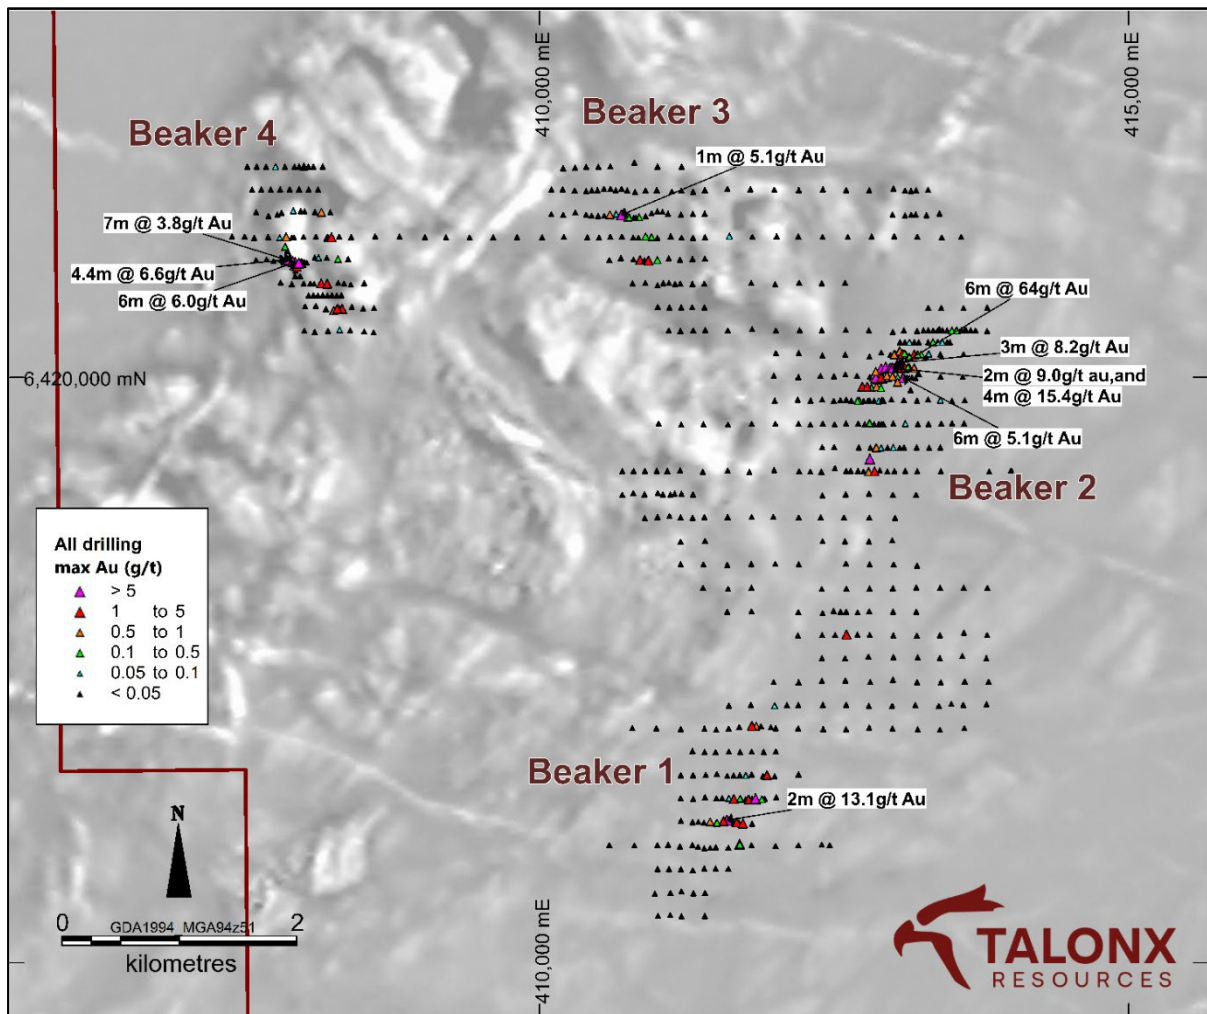 410,000 mE
415,000 mE
Beaker 4
Beaker 3
1m @ 5.1g/t Au
7m @ 3.8g/t Au
4.4m @ 6.6g/t Au
6m @ 6.0g/t Au
6m @ 64g/t Au
3m @ 8.2g/t Au
6,420,000 mN
2m @ 9.0g/t au,and
4m @ 15.4g/t Au
6m @ 5.1g/t Au
Beaker 2
All drilling
max Au (g/t)
> 5
1 to 5
0.5 to 1
0.1 to 0.5
0.05 to 0.1
< 0.05
Beaker 1
2m @ 13.1g/t Au
N
0 2
GDA1994_MGA94z51
kilometres
410,000 mE
TALONX
RESOURCES